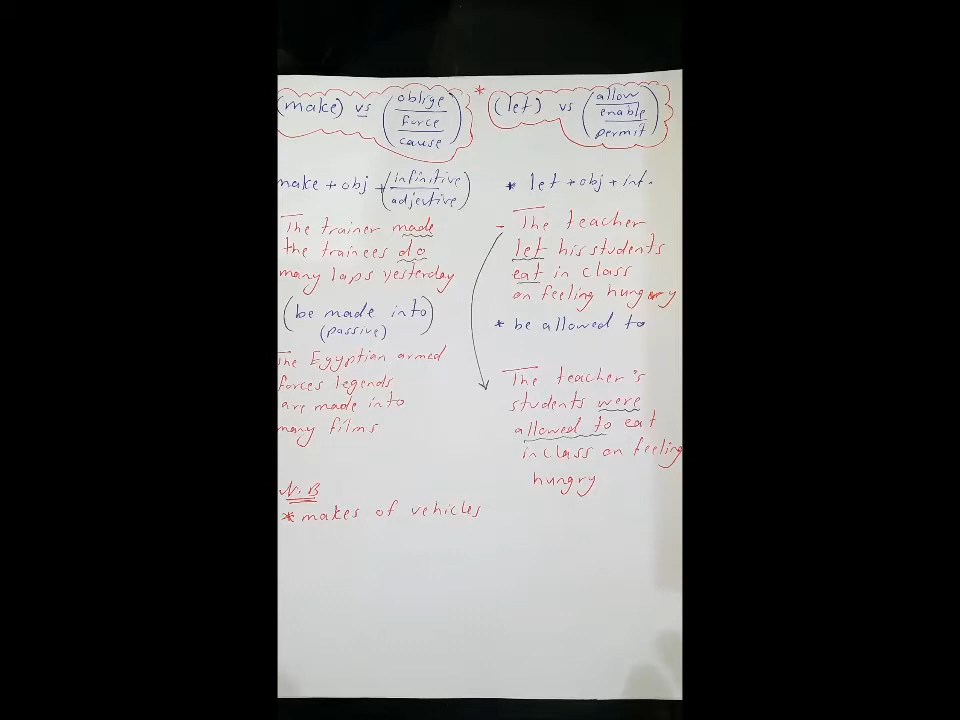 (make) vs (oblige
force
cause)
make + obj + (infinitive
adjective)
The trainer made
the trainees do
many laps yesterday
(be made into)
(passive)
The Egyptian armed
forces legends
are made into
many films
N.B
* makes of vehicles
* (let) vs (allow
enable
permit)
* let + obj + inf.
- The teacher
let his students
eat in class
on feeling hungry
* be allowed to
The teacher's
students were
allowed to eat
in class on feeling
hungry